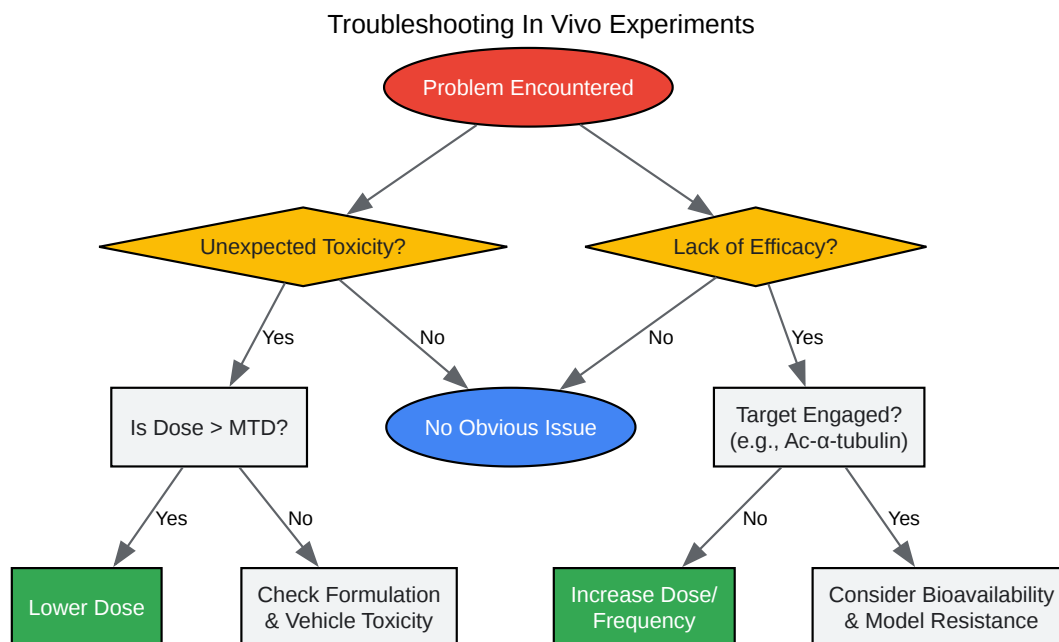 Troubleshooting In Vivo Experiments
Problem Encountered
Unexpected Toxicity?
Lack of Efficacy?
Yes
No
No
Yes
Is Dose > MTD?
No Obvious Issue
Target Engaged?
(e.g., Ac-α-tubulin)
Yes
No
No
Yes
Lower Dose
Check Formulation
& Vehicle Toxicity
Increase Dose/
Frequency
Consider Bioavailability
& Model Resistance